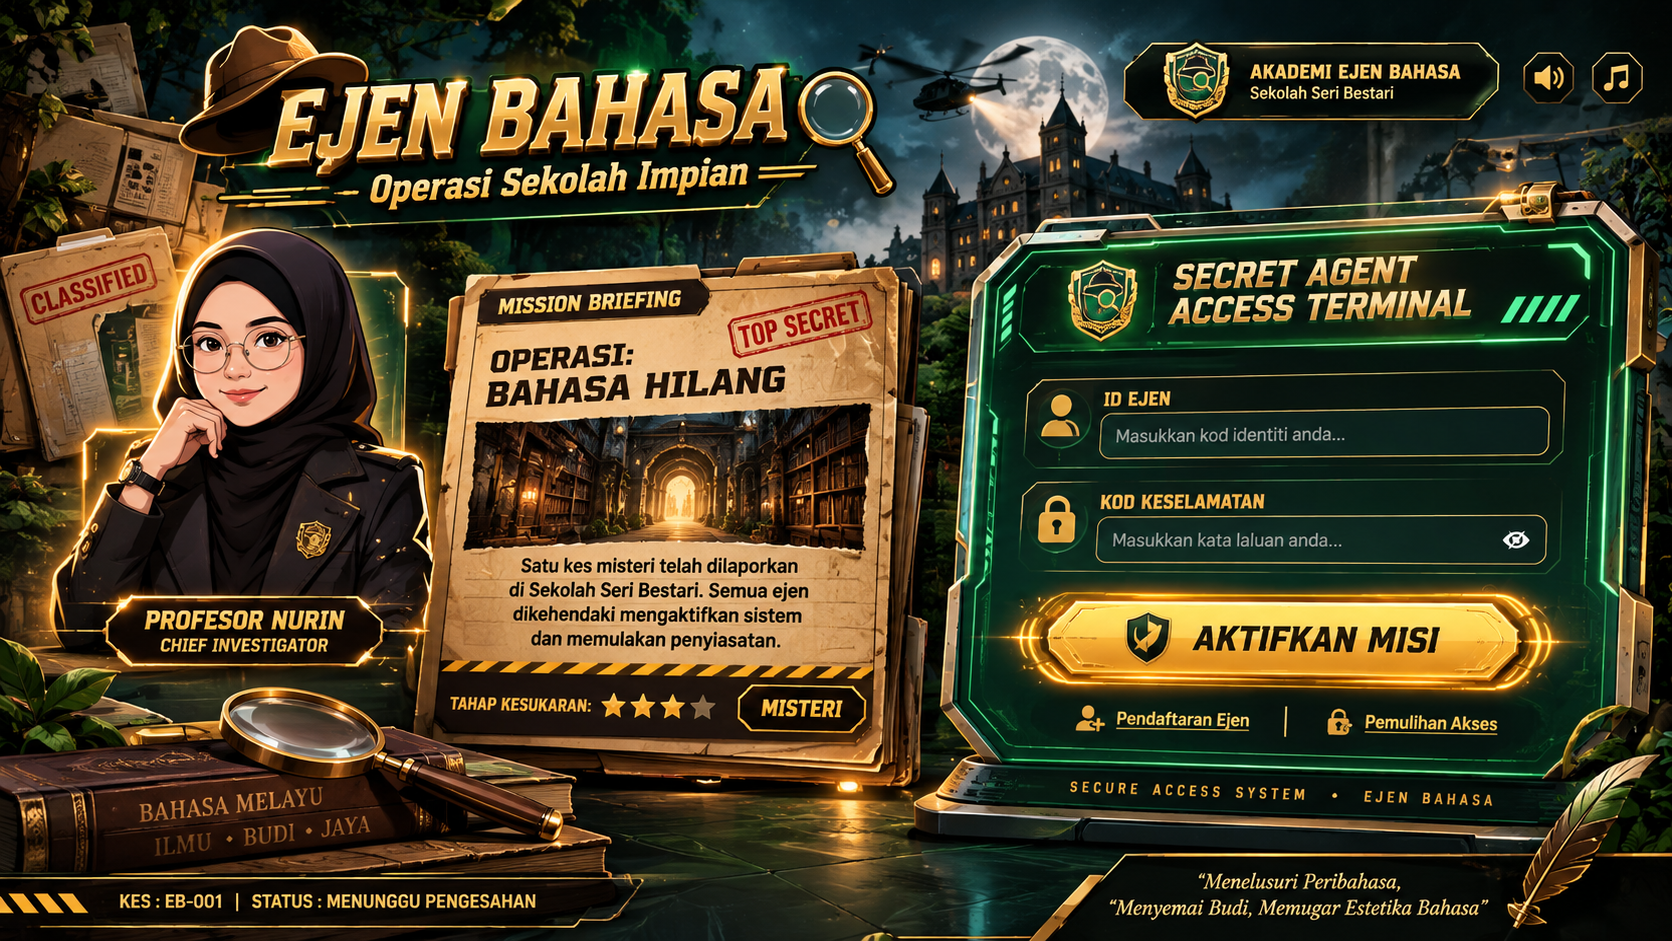 EJEN BAHASA
Operasi Sekolah Impian
AKADEMI EJEN BAHASA
Sekolah Seri Bestari
CLASSIFIED
MISSION BRIEFING
TOP SECRET
OPERASI:
BAHASA HILANG
Satu kes misteri telah dilaporkan
di Sekolah Seri Bestari. Semua ejen
dikehendaki mengaktifkan sistem
dan memulakan penyiasatan.
TAHAP KESUKARAN:
MISTERI
PROFESOR NURIN
CHIEF INVESTIGATOR
SECRET AGENT
ACCESS TERMINAL
ID EJEN
Masukkan kod identiti anda...
KOD KESELAMATAN
Masukkan kata laluan anda...
AKTIFKAN MISI
Pendaftaran Ejen
Pemulihan Akses
SECURE ACCESS SYSTEM • EJEN BAHASA
BAHASA MELAYU
ILMU • BUDI • JAYA
KES : EB-001 | STATUS : MENUNGGU PENGESAHAN
“Menelusuri Peribahasa,
“Menyemai Budi, Memugar Estetika Bahasa”